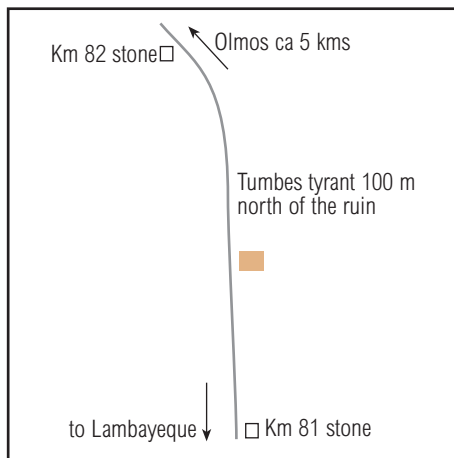 Olmos ca 5 kms
Km 82 stone
Tumbes tyrant 100 m
north of the ruin
to Lambayeque
Km 81 stone